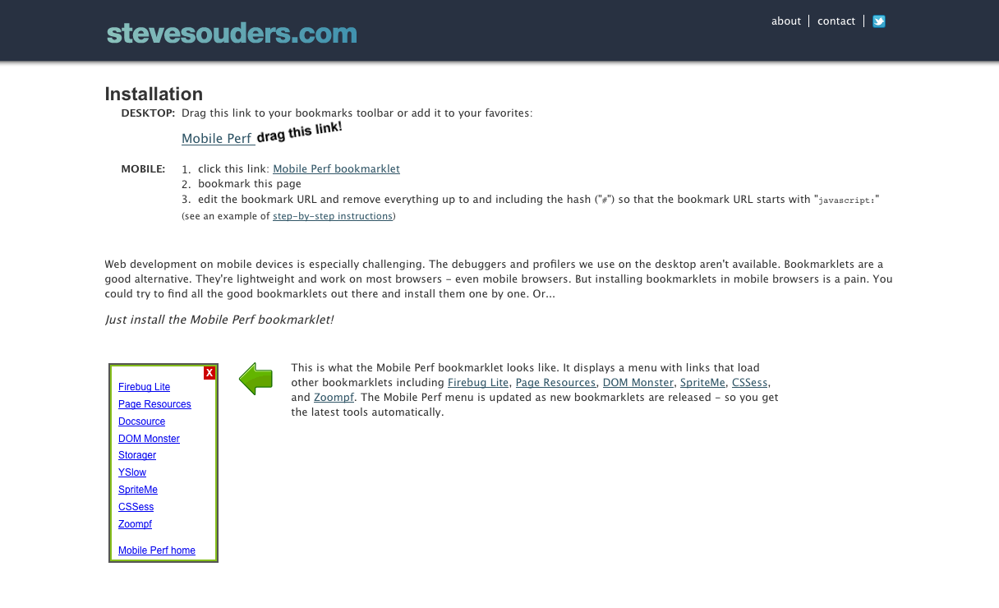 stevesouders.com
about
contact
Installation
DESKTOP: Drag this link to your bookmarks toolbar or add it to your favorites:
Mobile Perf drag this link!
MOBILE: 1. click this link: Mobile Perf bookmarklet
2. bookmark this page
3. edit the bookmark URL and remove everything up to and including the hash ("#") so that the bookmark URL starts with "javascript:"
(see an example of step-by-step instructions)
Web development on mobile devices is especially challenging. The debuggers and profilers we use on the desktop aren't available. Bookmarklets are a
good alternative. They're lightweight and work on most browsers – even mobile browsers. But installing bookmarklets in mobile browsers is a pain. You
could try to find all the good bookmarklets out there and install them one by one. Or...
Just install the Mobile Perf bookmarklet!
X
Firebug Lite
Page Resources
Docsource
DOM Monster
Storager
YSlow
SpriteMe
CSSess
Zoompf
Mobile Perf home
This is what the Mobile Perf bookmarklet looks like. It displays a menu with links that load
other bookmarklets including Firebug Lite, Page Resources, DOM Monster, SpriteMe, CSSess,
and Zoompf. The Mobile Perf menu is updated as new bookmarklets are released – so you get
the latest tools automatically.